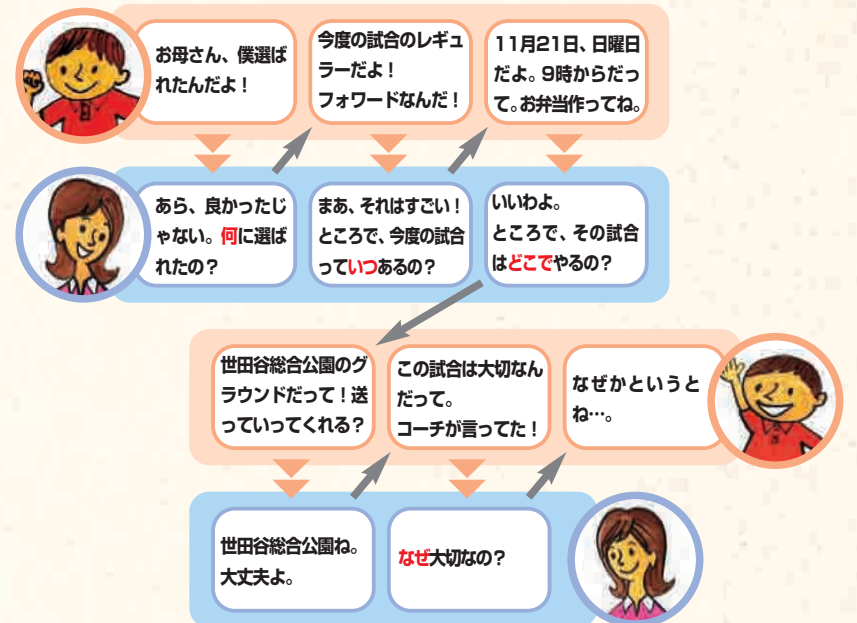 お母さん、僕選ば
れたんだよ！
あら、良かったじ
ゃない。何に選ば
れたの？
今度の試合のレギュ
ラーだよ！
フォワードなんだ！
まあ、それはすごい！
ところで、今度の試合
っていつあるの？
11月21日、日曜日
だよ。9時からだっ
て。お弁当作ってね。
いいわよ。
ところで、その試合
はどこでやるの？
世田谷総合公園のグ
ラウンドだって！送
っていってくれる？
世田谷総合公園ね。
大丈夫よ。
この試合は大切なん
だって。
コーチが言ってた！
なぜ大切なの？
なぜかというと
ね…。